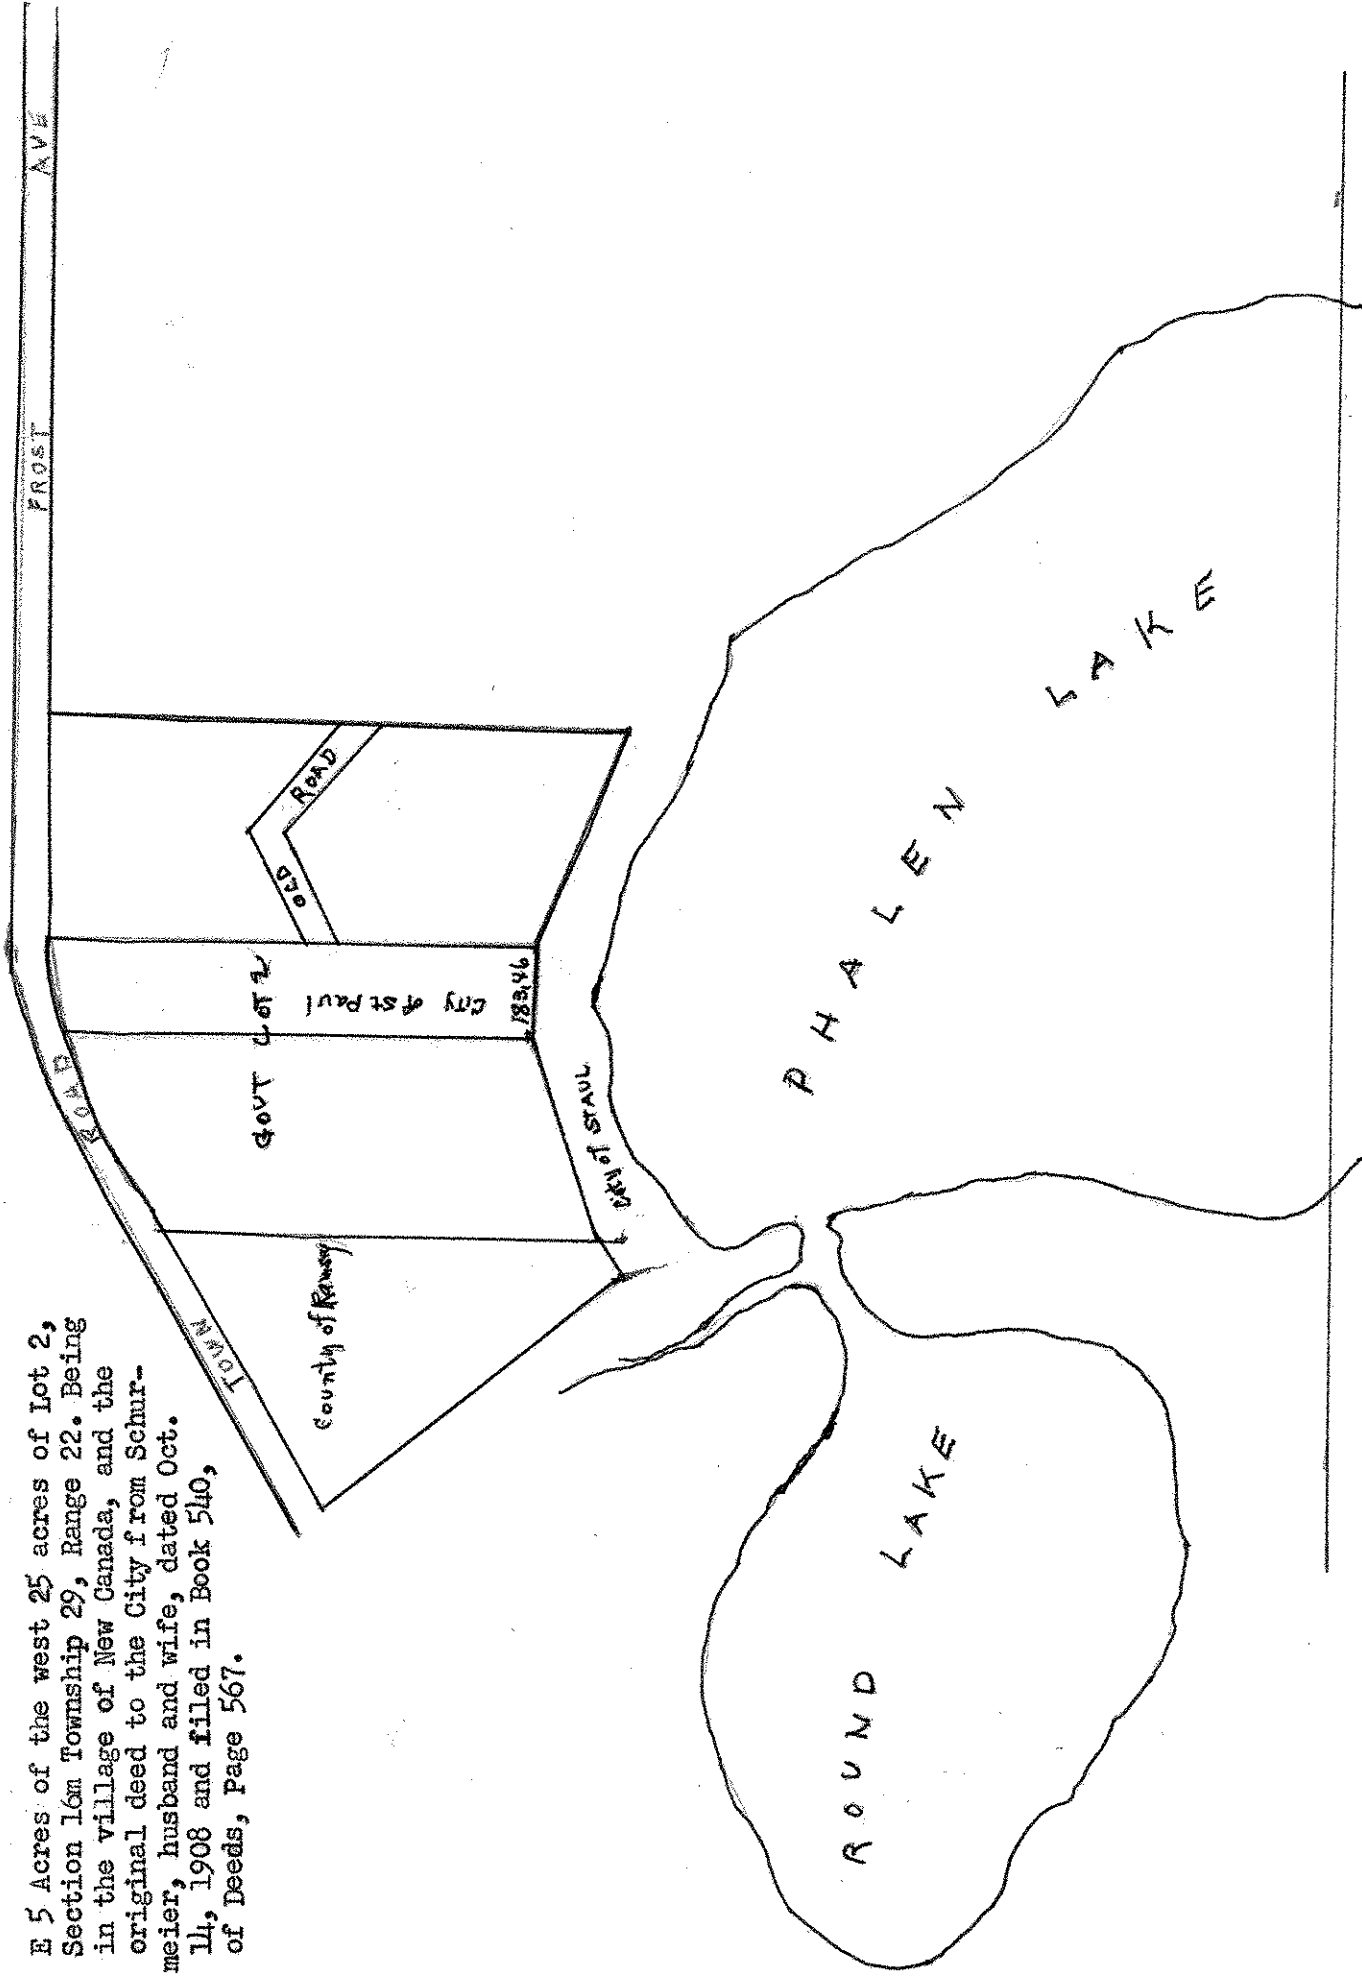 E 5 Acres of the west 25 acres of Lot 2,
Section 16m Township 29, Range 22. Being
in the village of New Canada, and the
original deed to the City from Schur-
meier, husband and wife, dated Oct.
14, 1908 and filed in Book 540,
of Deeds, Page 567.
TOWN ROAD
FROST AVE
County of Ramsey
GOVT LOT 2
City of St Paul
183,46
OLD ROAD
City of ST AUL
ROUND LAKE
PHALEN LAKE